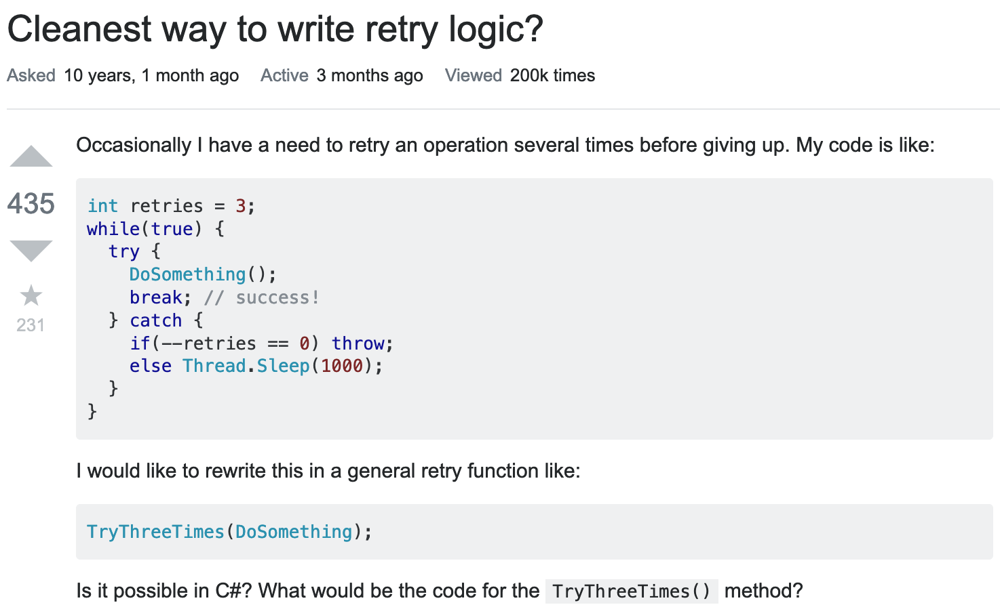 Cleanest way to write retry logic?
Asked 10 years, 1 month ago Active 3 months ago Viewed 200k times
435
231
Occasionally I have a need to retry an operation several times before giving up. My code is like:
int retries = 3;
while(true) {
  try {
    DoSomething();
    break; // success!
  } catch {
    if(--retries == 0) throw;
    else Thread.Sleep(1000);
  }
}
I would like to rewrite this in a general retry function like:
TryThreeTimes(DoSomething);
Is it possible in C#? What would be the code for the TryThreeTimes() method?